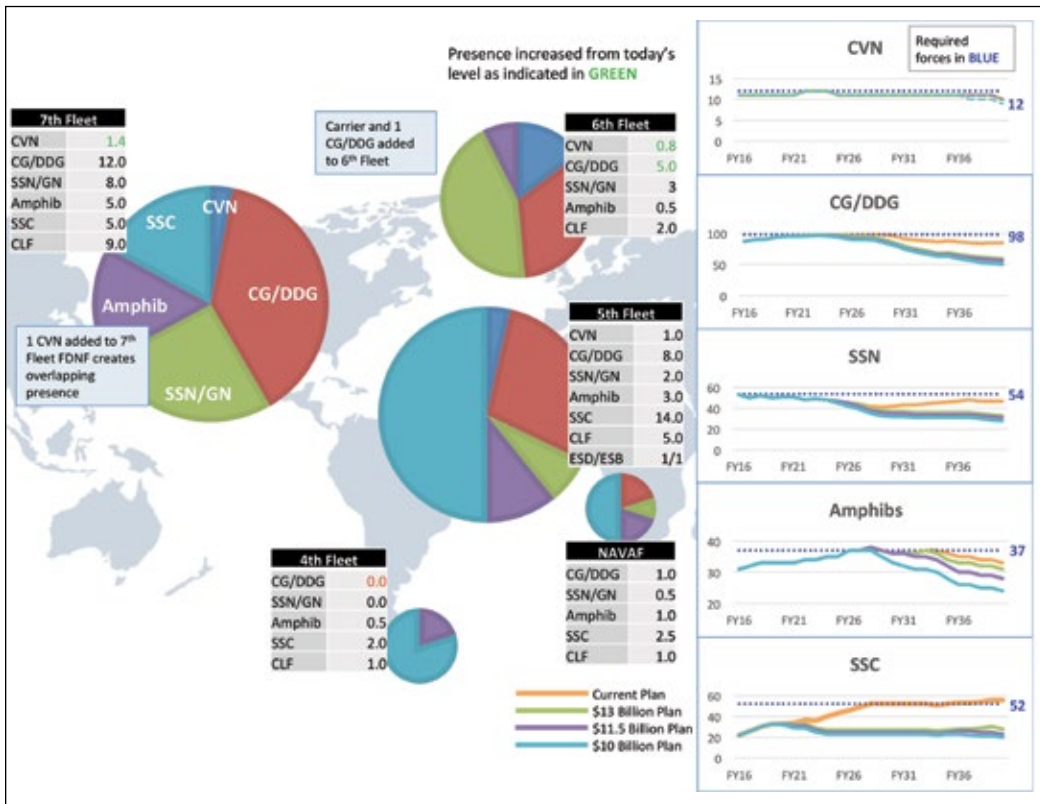 Presence increased from today's
level as indicated in GREEN
7th Fleet
CVN 1.4
CG/DDG 12.0
SSN/GN 8.0
Amphib 5.0
SSC 5.0
CLF 9.0
SSC
CVN
CG/DDG
Amphib
SSN/GN
1 CVN added to 7th
Fleet FDNF creates
overlapping
presence
Carrier and 1
CG/DDG added
to 6th Fleet
6th Fleet
CVN 0.8
CG/DDG 5.0
SSN/GN 3
Amphib 0.5
CLF 2.0
5th Fleet
CVN 1.0
CG/DDG 8.0
SSN/GN 2.0
Amphib 3.0
SSC 14.0
CLF 5.0
ESD/ESB 1/1
4th Fleet
CG/DDG 0.0
SSN/GN 0.0
Amphib 0.5
SSC 2.0
CLF 1.0
NAVAF
CG/DDG 1.0
SSN/GN 0.5
Amphib 1.0
SSC 2.5
CLF 1.0
Current Plan
$13 Billion Plan
$11.5 Billion Plan
$10 Billion Plan
CVN
Required
forces in BLUE
15
10
5
0
12
FY16 FY21 FY26 FY31 FY36
CG/DDG
100
50
0
98
FY16 FY21 FY26 FY31 FY36
SSN
60
40
20
0
54
FY16 FY21 FY26 FY31 FY36
Amphibs
40
30
20
37
FY16 FY21 FY26 FY31 FY36
SSC
60
40
20
0
52
FY16 FY21 FY26 FY31 FY36